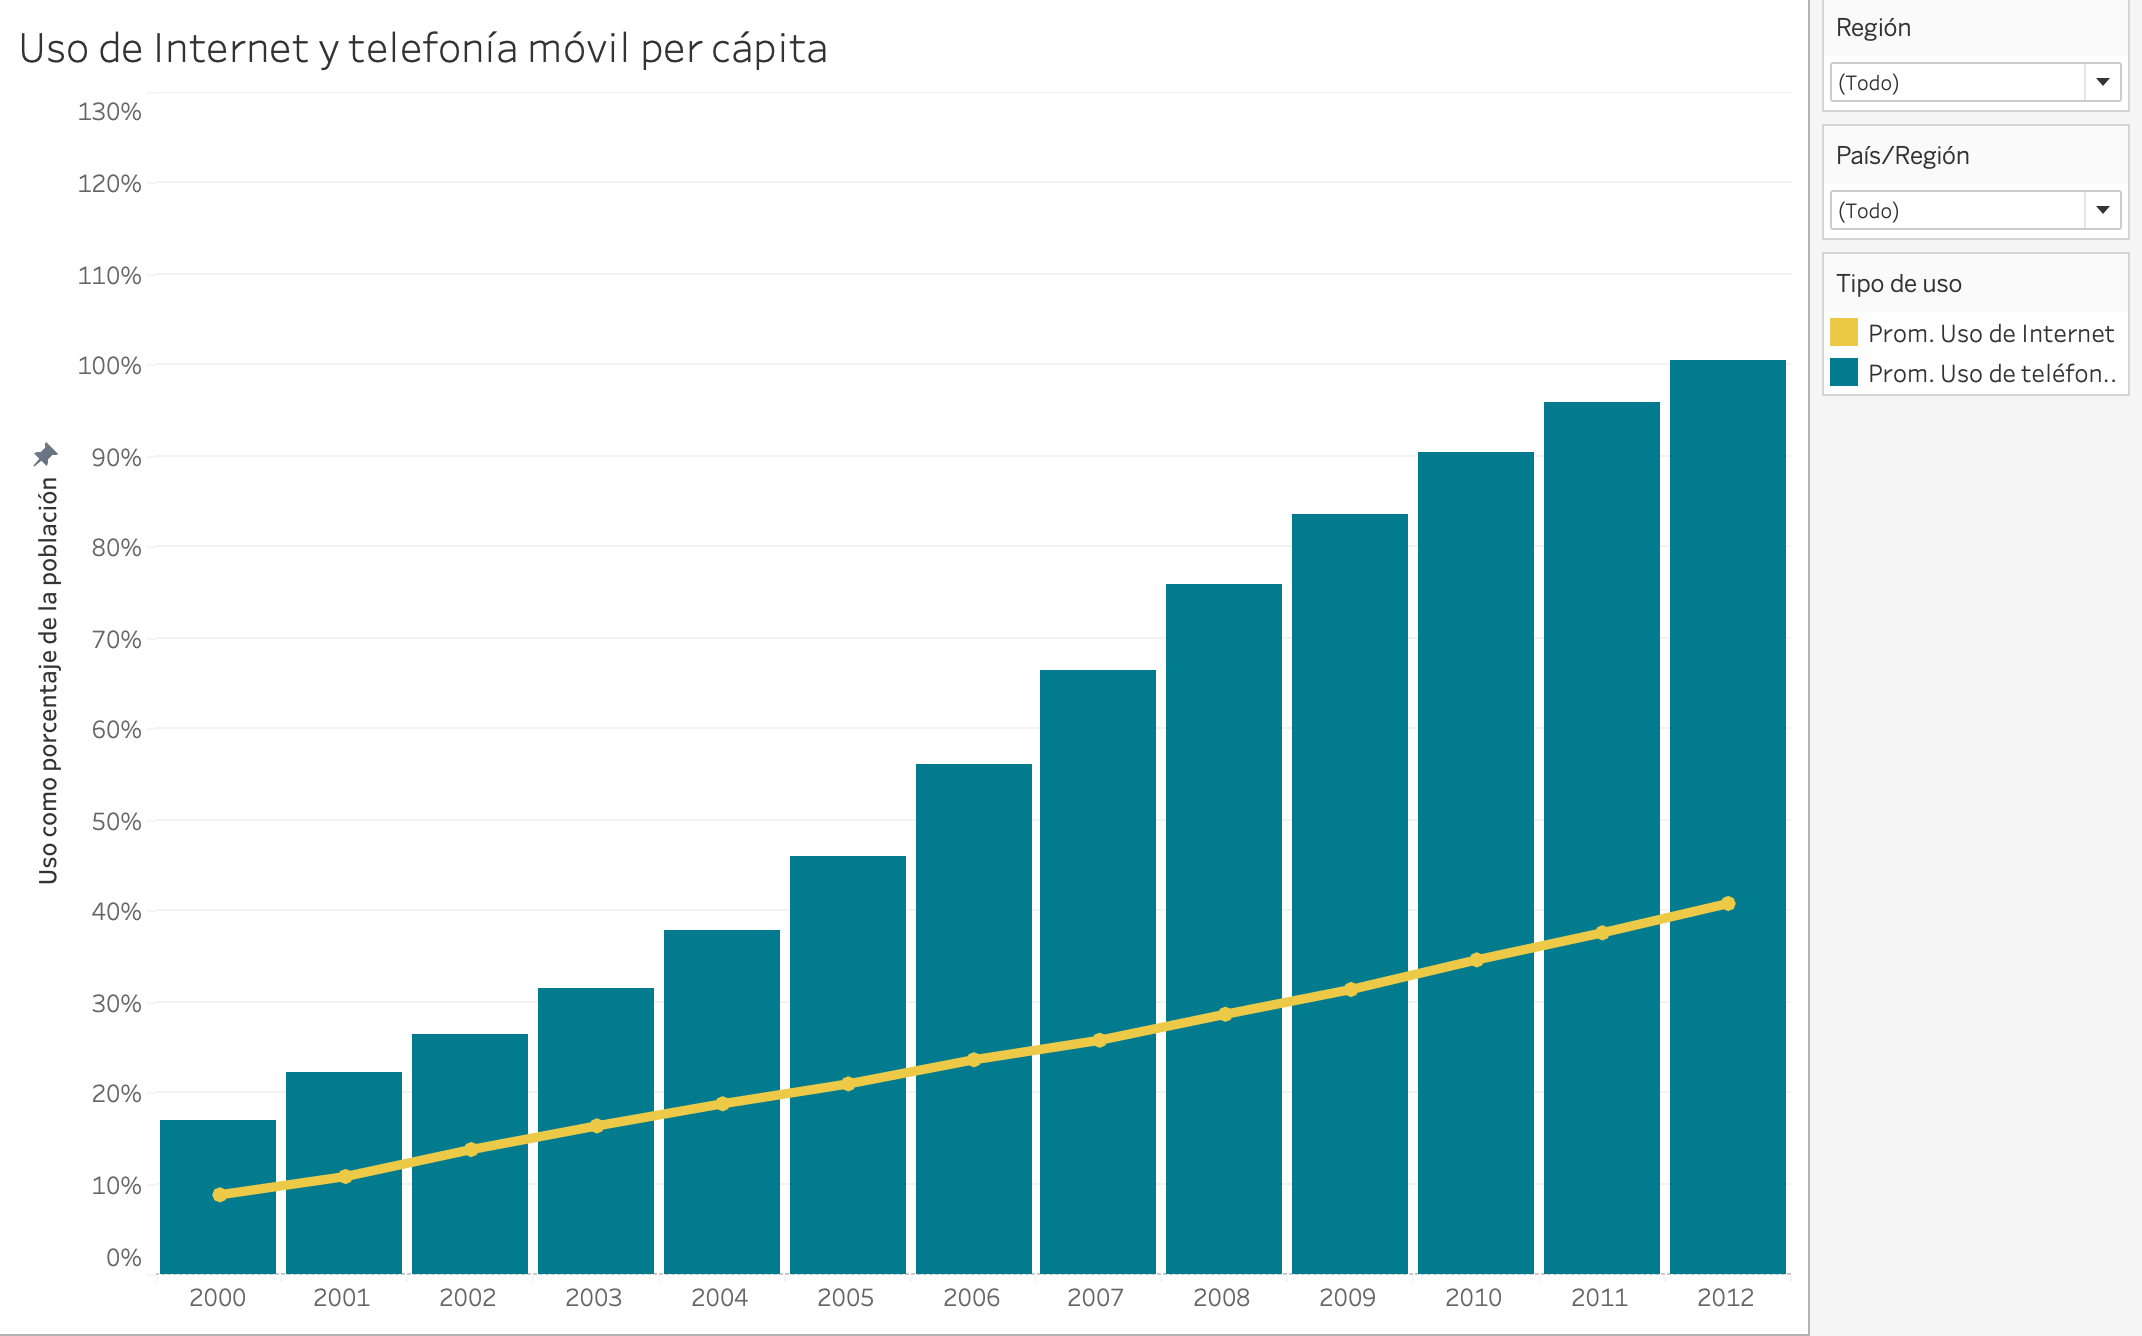 Uso de Internet y telefonía móvil per cápita
130%
120%
110%
100%
90%
80%
70%
60%
50%
40%
30%
20%
10%
0%
Uso como porcentaje de la población
2000 2001 2002 2003 2004 2005 2006 2007 2008 2009 2010 2011 2012
Región
(Todo)
País/Región
(Todo)
Tipo de uso
Prom. Uso de Internet
Prom. Uso de teléfon..